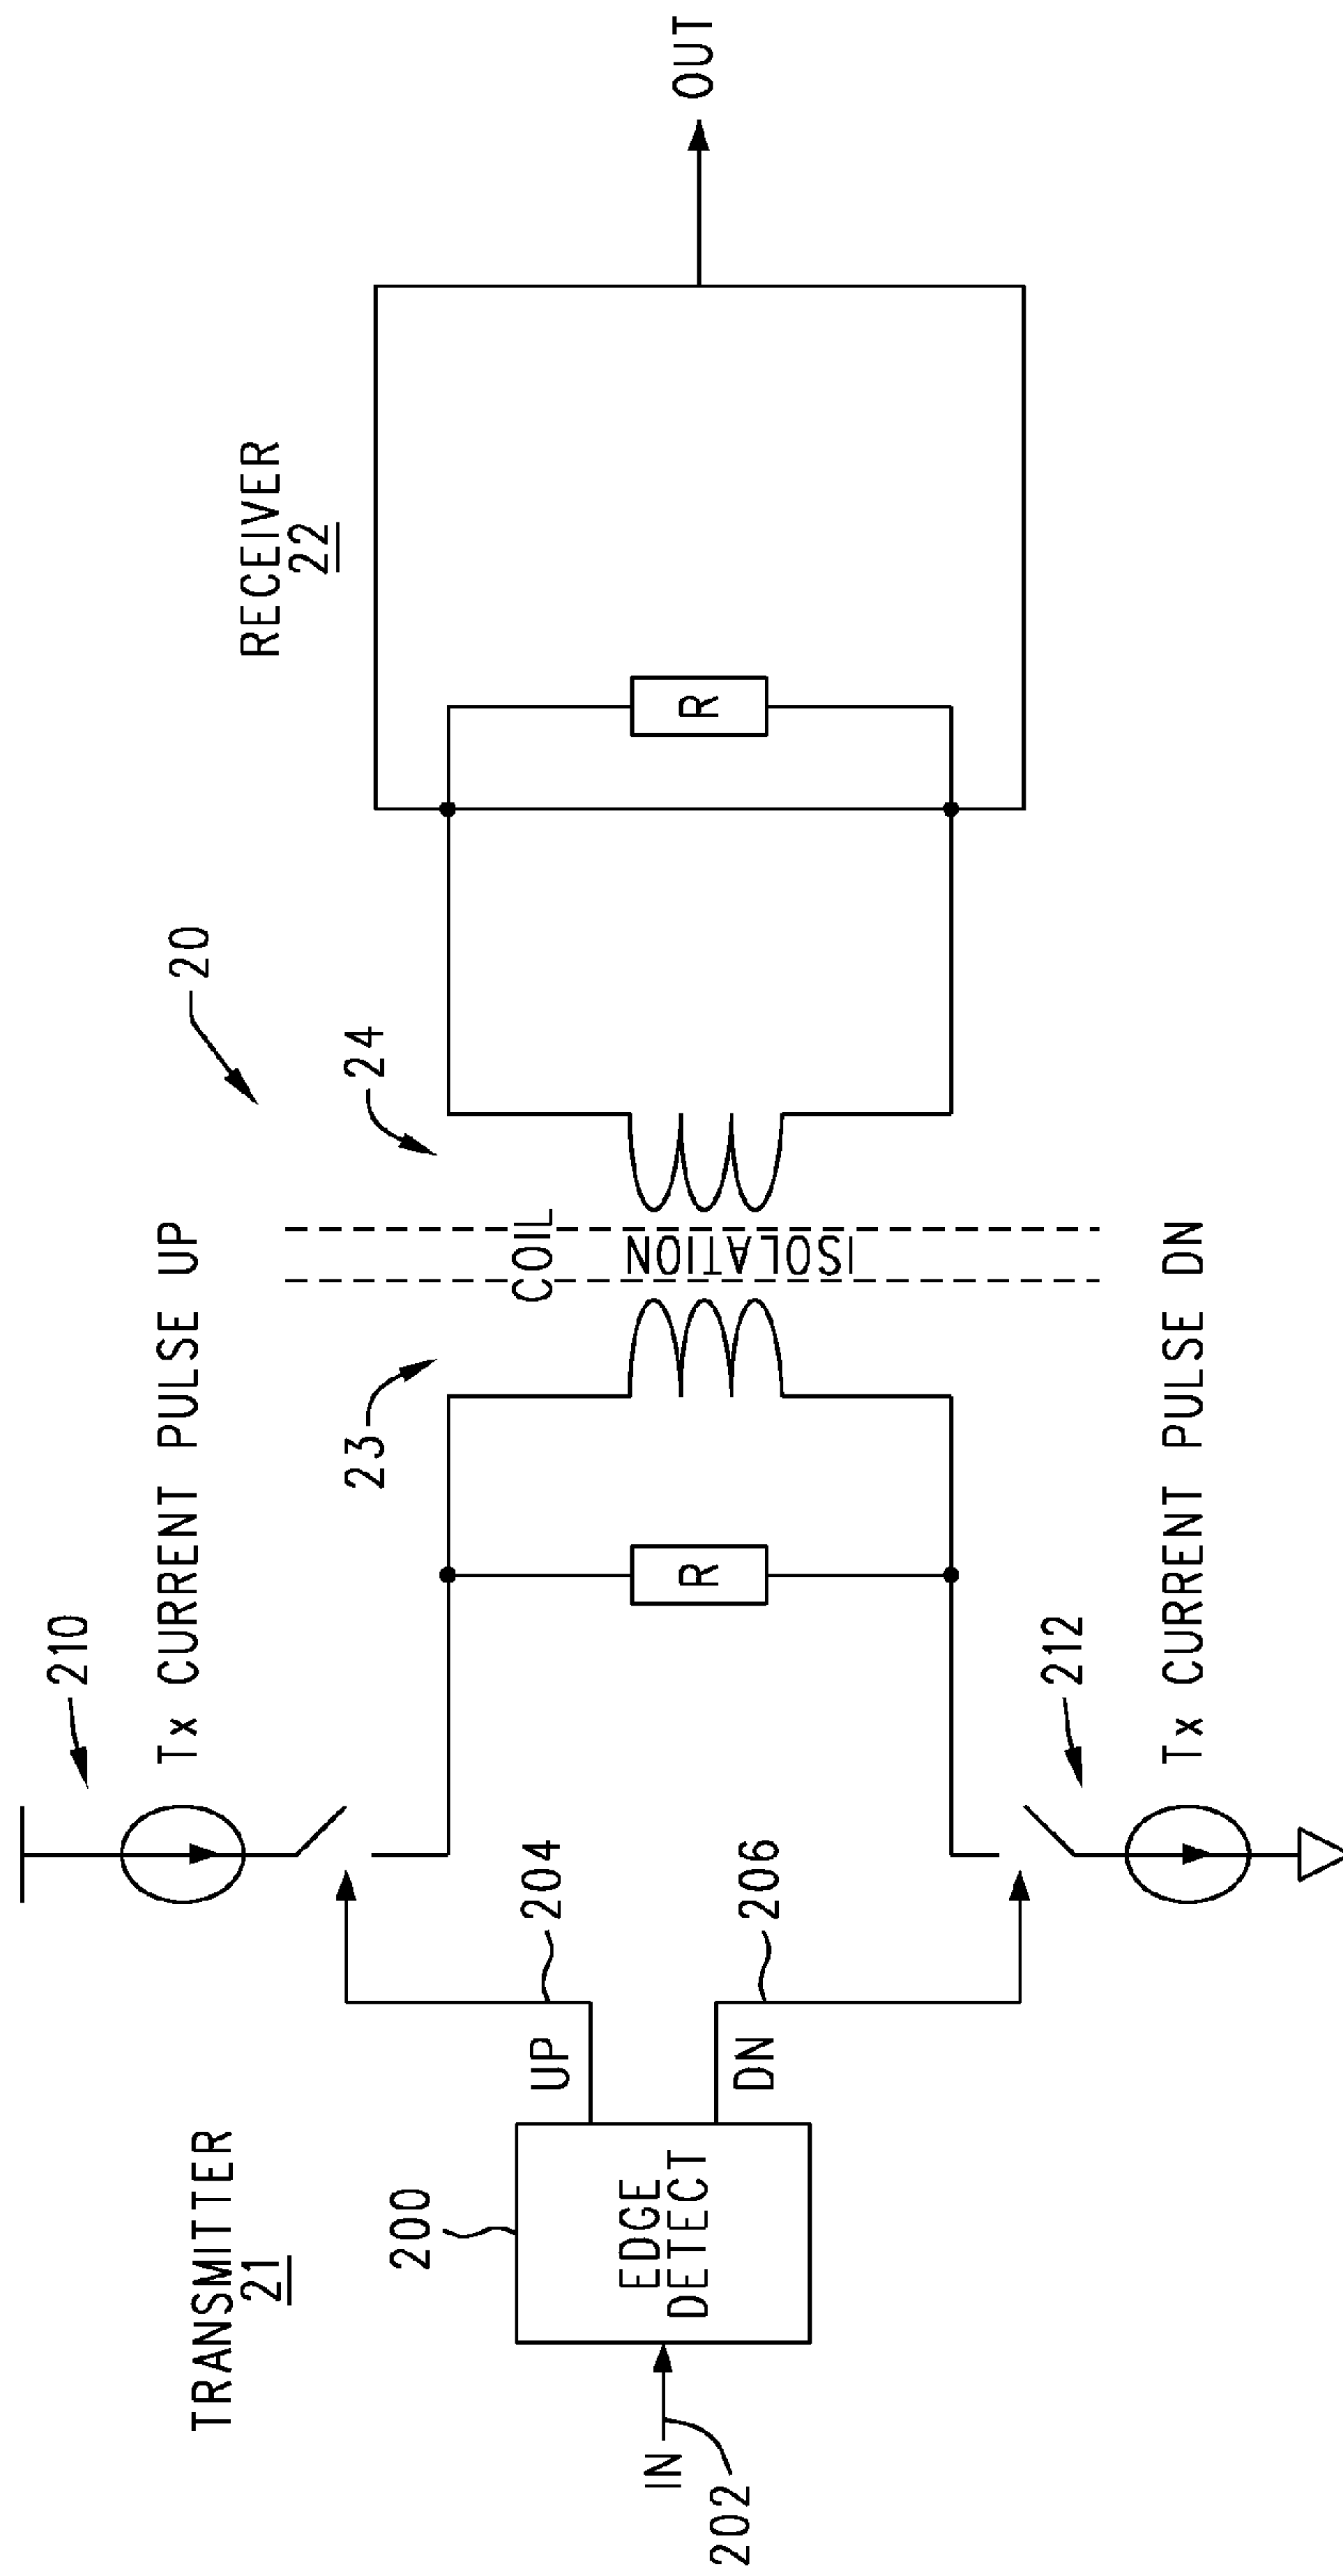 TRANSMITTER
21
IN
202
200
EDGE
DETECT
UP
204
DN
206
210
Tx CURRENT PULSE UP
212
Tx CURRENT PULSE DN
R
23
COIL
ISOLATION
24
20
RECEIVER
22
R
OUT